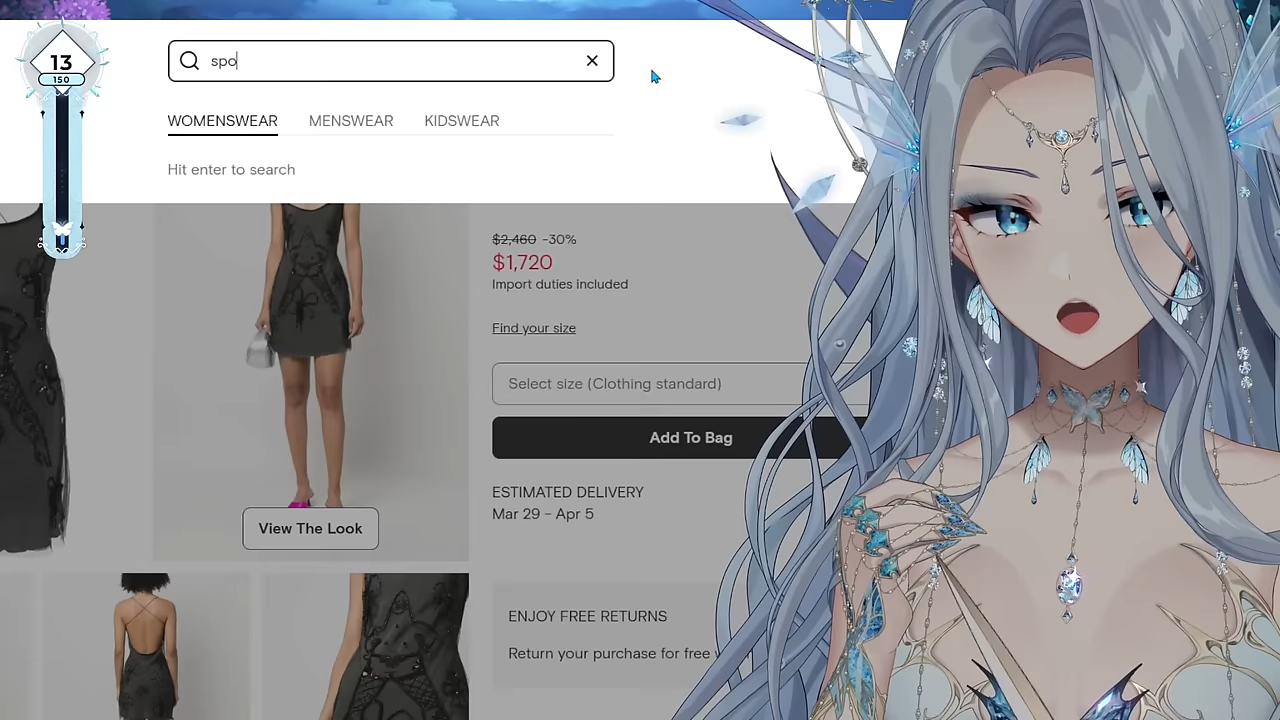 13
150
spo
WOMENSWEAR
MENSWEAR
KIDSWEAR
Hit enter to search
$2,460 -30%
$1,720
Import duties included
Find your size
Select size (Clothing standard)
Add To Bag
ESTIMATED DELIVERY
Mar 29 - Apr 5
View The Look
ENJOY FREE RETURNS
Return your purchase for free